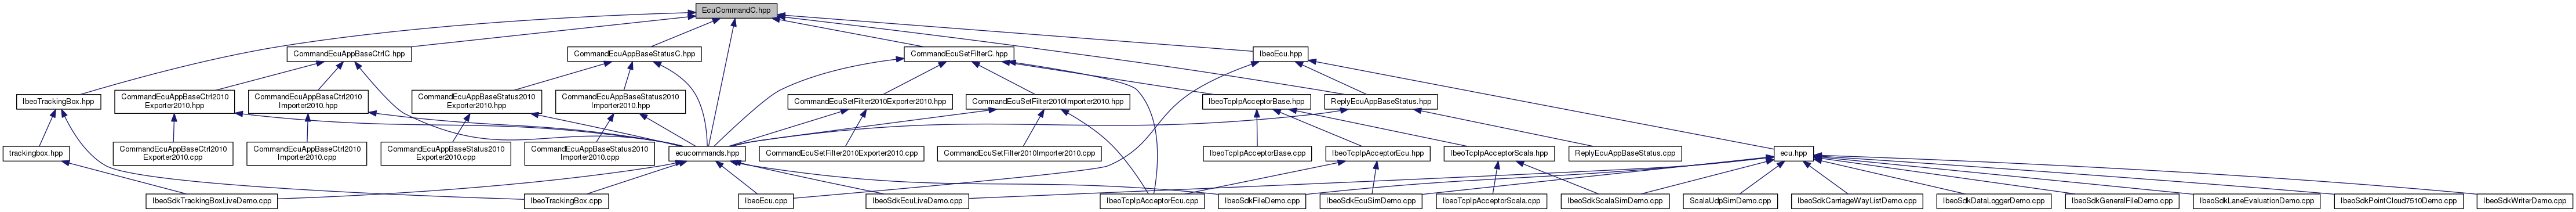 EcuCommandC.hpp
CommandEcuAppBaseCtrlC.hpp
CommandEcuAppBaseStatusC.hpp
CommandEcuSetFilterC.hpp
IbeoEcu.hpp
IbeoTrackingBox.hpp
CommandEcuAppBaseCtrl2010
Exporter2010.hpp
CommandEcuAppBaseCtrl2010
Importer2010.hpp
CommandEcuAppBaseStatus2010
Exporter2010.hpp
CommandEcuAppBaseStatus2010
Importer2010.hpp
CommandEcuSetFilter2010Exporter2010.hpp
CommandEcuSetFilter2010Importer2010.hpp
IbeoTcpIpAcceptorBase.hpp
ReplyEcuAppBaseStatus.hpp
trackingbox.hpp
CommandEcuAppBaseCtrl2010
Exporter2010.cpp
CommandEcuAppBaseCtrl2010
Importer2010.cpp
CommandEcuAppBaseStatus2010
Exporter2010.cpp
CommandEcuAppBaseStatus2010
Importer2010.cpp
ecucommands.hpp
CommandEcuSetFilter2010Exporter2010.cpp
CommandEcuSetFilter2010Importer2010.cpp
IbeoTcpIpAcceptorBase.cpp
IbeoTcpIpAcceptorEcu.hpp
IbeoTcpIpAcceptorScala.hpp
ReplyEcuAppBaseStatus.cpp
ecu.hpp
IbeoSdkTrackingBoxLiveDemo.cpp
IbeoTrackingBox.cpp
IbeoEcu.cpp
IbeoSdkEcuLiveDemo.cpp
IbeoTcpIpAcceptorEcu.cpp
IbeoSdkFileDemo.cpp
IbeoSdkEcuSimDemo.cpp
IbeoTcpIpAcceptorScala.cpp
IbeoSdkScalaSimDemo.cpp
ScalaUdpSimDemo.cpp
IbeoSdkCarriageWayListDemo.cpp
IbeoSdkDataLoggerDemo.cpp
IbeoSdkGeneralFileDemo.cpp
IbeoSdkLaneEvaluationDemo.cpp
IbeoSdkPointCloud7510Demo.cpp
IbeoSdkWriterDemo.cpp